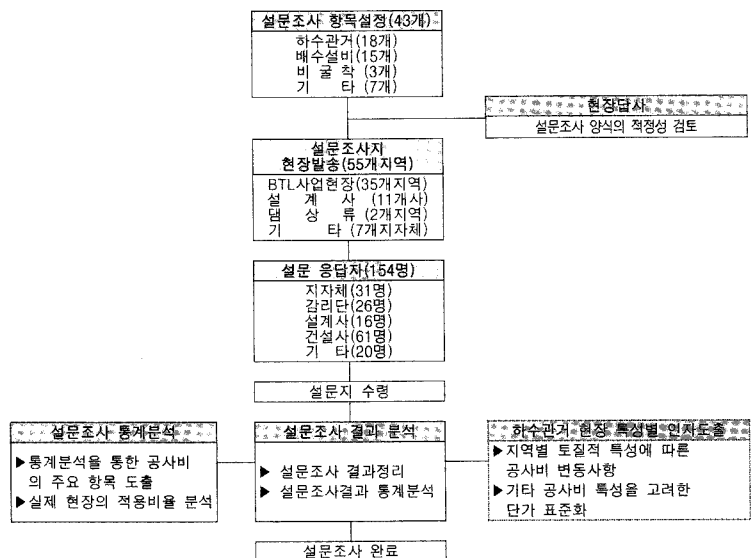 설문조사 항목설정(43개)
하수관거(18개)
배수설비(15개)
비 굴 착 (3개)
기 타 (7개)
현장답사
설문조사 양식의 적정성 검토
설문조사지
현장발송(55개지역)
BTL사업현장(35개지역)
설 계 사 (11개사)
댐 상 류 (2개지역)
기 타 (7개지자체)
설문 응답자(154명)
지자체(31명)
감리단(26명)
설계사(16명)
건설사(61명)
기 타(20명)
설문지 수령
설문조사 통계분석
▶통계분석을 통한 공사비
의 주요 항목 도출
▶실제 현장의 적용비율 분석
설문조사 결과 분석
▶ 설문조사 결과정리
▶ 설문조사결과 통계분석
하수관거 현장 특성별 인자도출
▶지역별 토질적 특성에 따른
공사비 변동사항
▶기타 공사비 특성을 고려한
단가 표준화
설문조사 완료